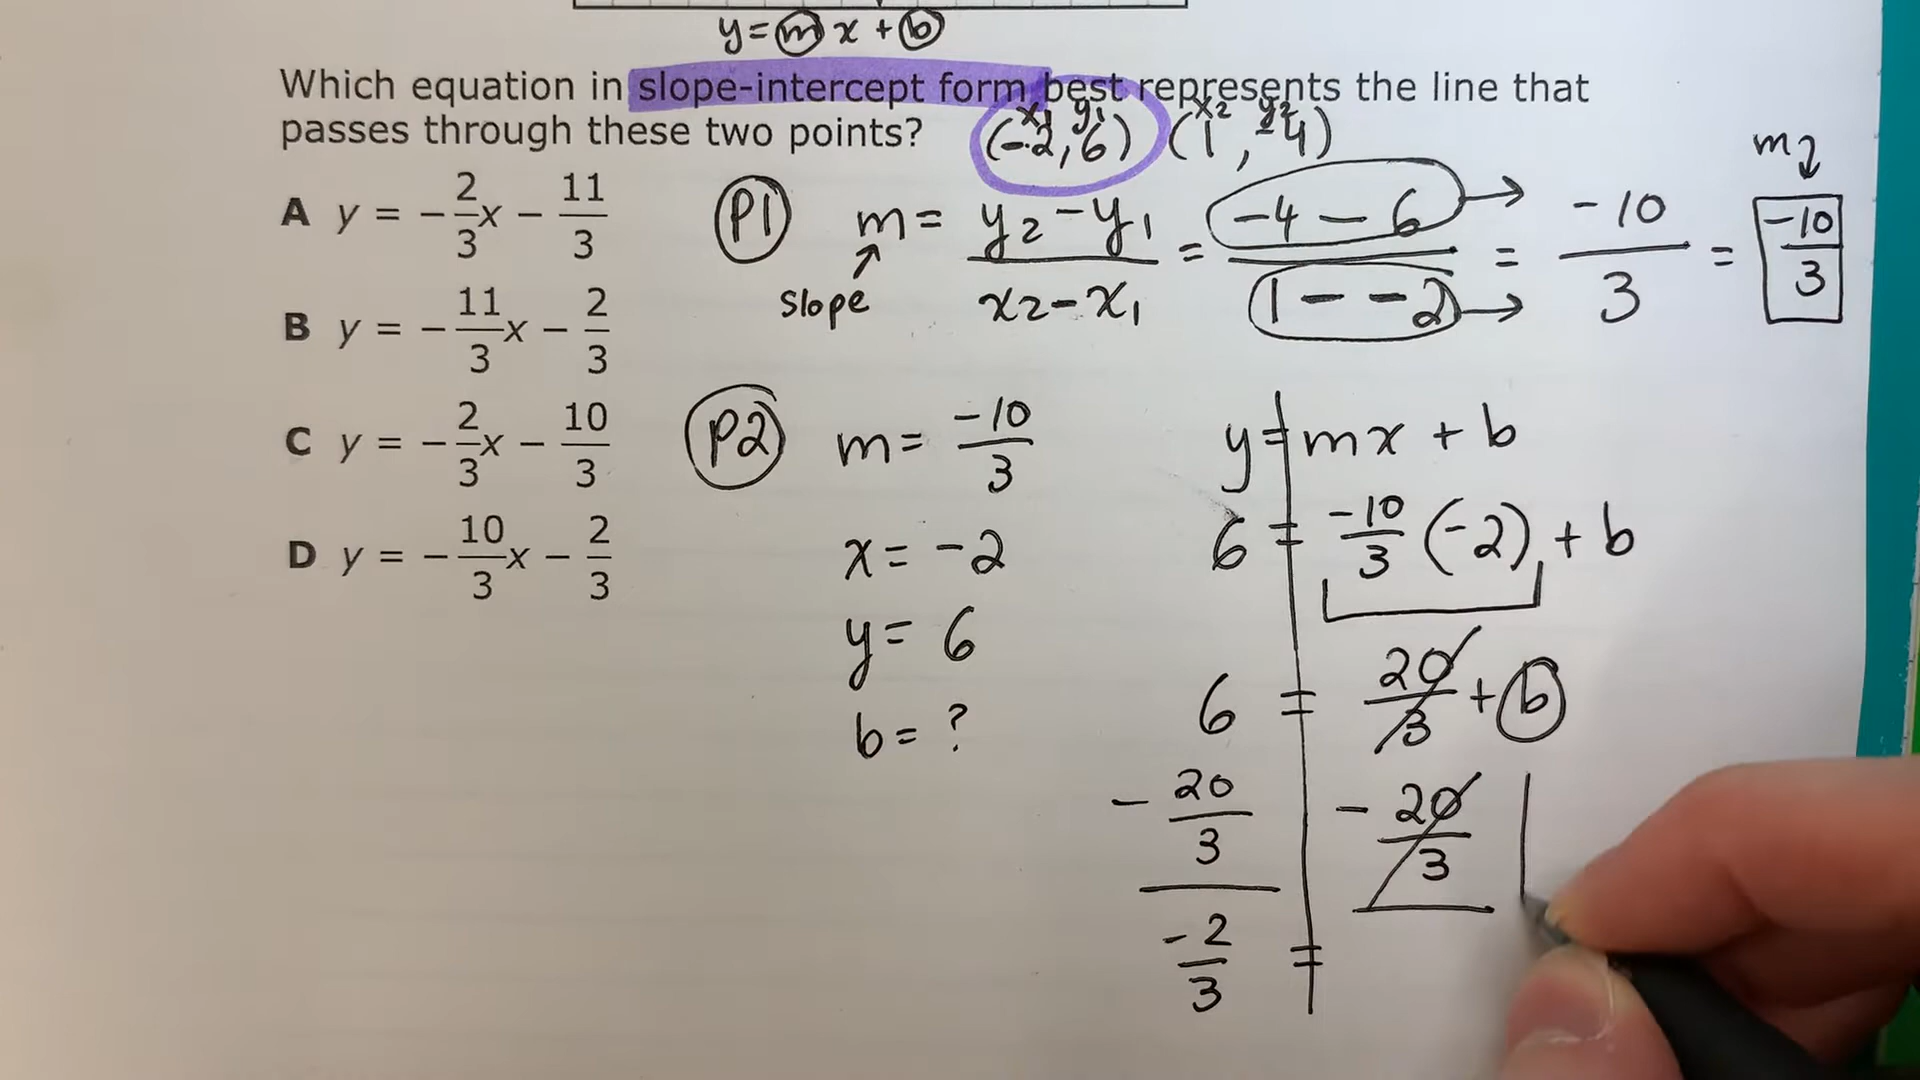 y = m x + b
Which equation in slope-intercept form best represents the line that
passes through these two points?
x1 y1 x2 y2
(-2, 6) (1, -4)
A y = -2/3x - 11/3
B y = -11/3x - 2/3
C y = -2/3x - 10/3
D y = -10/3x - 2/3
P1 m = y2 - y1 / x2 - x1 = -4 - 6 / 1 - -2 = -10 / 3 = -10/3
m
slope
P2 m = -10/3
x = -2
y = 6
b = ?
y = mx + b
6 = -10/3 (-2) + b
6 = 20/3 + b
- 20/3 - 20/3
-2/3 =